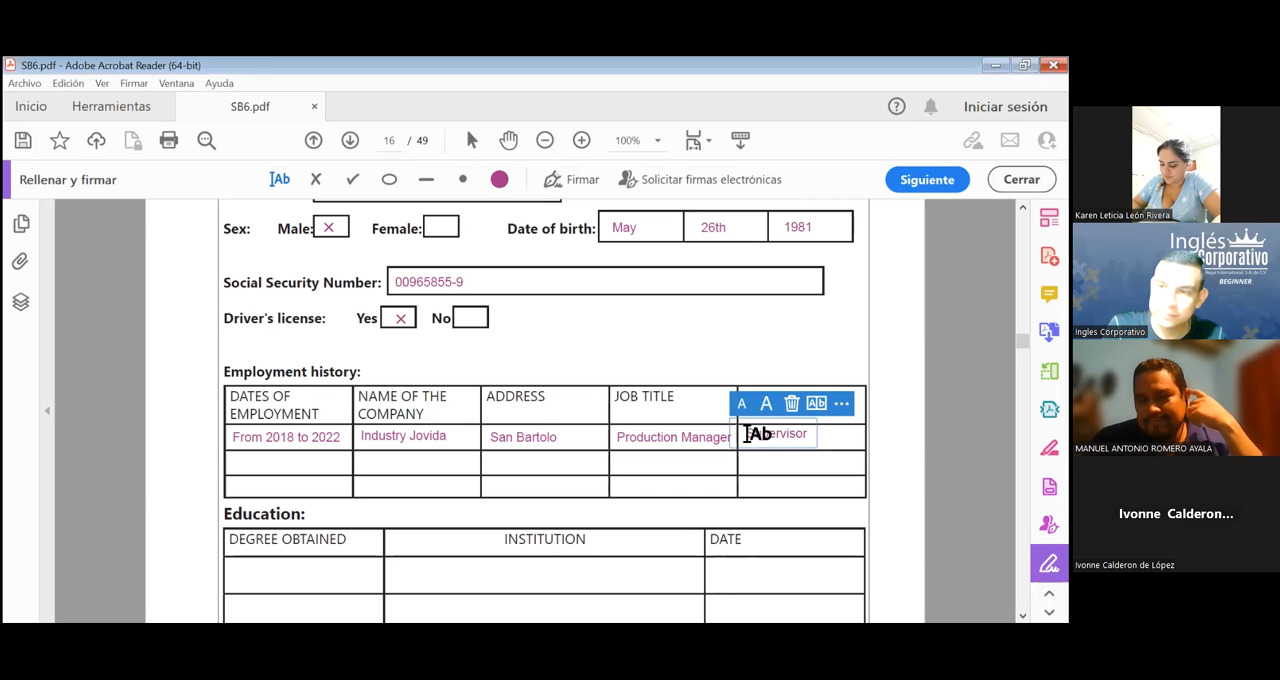 SB6.pdf - Adobe Acrobat Reader (64-bit)
Archivo Edición Ver Firmar Ventana Ayuda
Inicio Herramientas SB6.pdf × Iniciar sesión
16 / 49 100%
Rellenar y firmar Ab Firmar Solicitar firmas electrónicas Siguiente Cerrar
Sex: Male: X Female: Date of birth: May 26th 1981
Social Security Number: 00965855-9
Driver's license: Yes X No
Employment history:
DATES OF EMPLOYMENT NAME OF THE COMPANY ADDRESS JOB TITLE
From 2018 to 2022 Industry Jovida San Bartolo Production Manager
Education:
DEGREE OBTAINED INSTITUTION DATE
Karen Leticia León Rivera
Inglés
Corporativo
BEGINNER
Ingles Corporativo
MANUEL ANTONIO ROMERO AYALA
Ivonne Calderon...
Ivonne Calderon de López